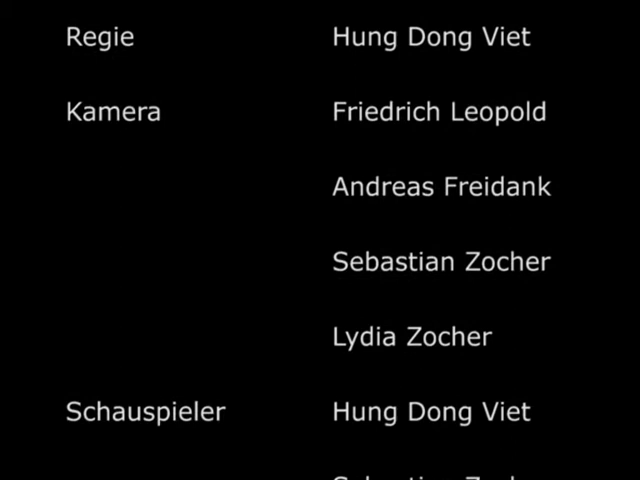 Regie Hung Dong Viet
Kamera Friedrich Leopold
Andreas Freidank
Sebastian Zocher
Lydia Zocher
Schauspieler Hung Dong Viet